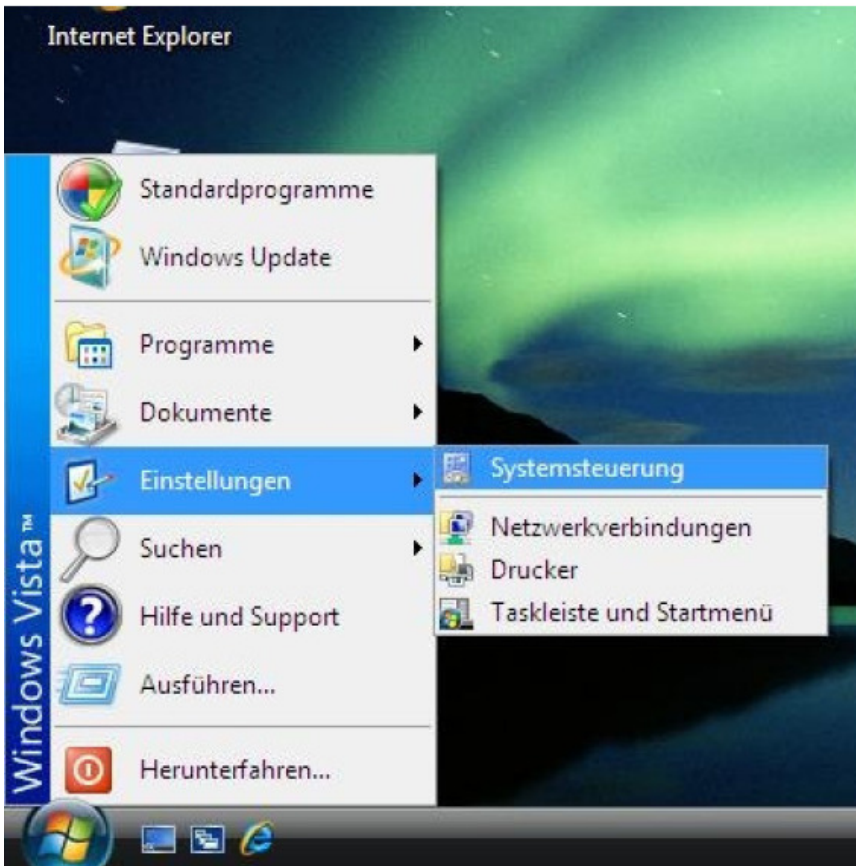 Internet Explorer
Standardprogramme
Windows Update
Programme
Dokumente
Einstellungen
Suchen
Hilfe und Support
Ausführen...
Herunterfahren...
Systemsteuerung
Netzwerkverbindungen
Drucker
Taskleiste und Startmenü
Windows Vista™